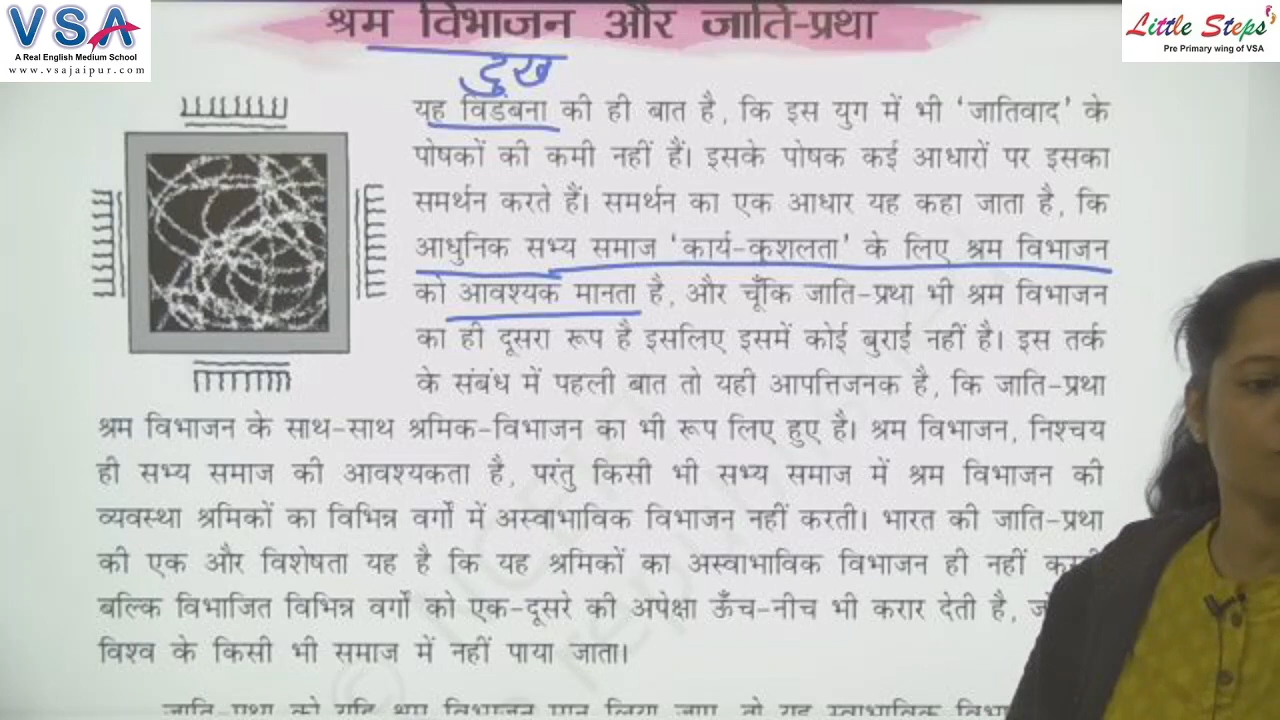 VSA
A Real English Medium School
www.vsajaipur.com
Little Steps
Pre Primary wing of VSA
श्रम विभाजन और जाति-प्रथा
दुख
यह विडंबना की ही बात है, कि इस युग में भी ‘जातिवाद’ के
पोषकों की कमी नहीं हैं। इसके पोषक कई आधारों पर इसका
समर्थन करते हैं। समर्थन का एक आधार यह कहा जाता है, कि
आधुनिक सभ्य समाज ‘कार्य-कुशलता’ के लिए श्रम विभाजन
को आवश्यक मानता है, और चूँकि जाति-प्रथा भी श्रम विभाजन
का ही दूसरा रूप है इसलिए इसमें कोई बुराई नहीं है। इस तर्क
के संबंध में पहली बात तो यही आपत्तिजनक है, कि जाति-प्रथा
श्रम विभाजन के साथ-साथ श्रमिक-विभाजन का भी रूप लिए हुए है। श्रम विभाजन, निश्चय
ही सभ्य समाज की आवश्यकता है, परंतु किसी भी सभ्य समाज में श्रम विभाजन की
व्यवस्था श्रमिकों का विभिन्न वर्गों में अस्वाभाविक विभाजन नहीं करती। भारत की जाति-प्रथा
की एक और विशेषता यह है कि यह श्रमिकों का अस्वाभाविक विभाजन ही नहीं
बल्कि विभाजित विभिन्न वर्गों को एक-दूसरे की अपेक्षा ऊँच-नीच भी करार देती है,
विश्व के किसी भी समाज में नहीं पाया जाता।
जाति-प्रथा को यदि श्रम विभाजन मान लिया जाए, तो यह स्वाभाविक